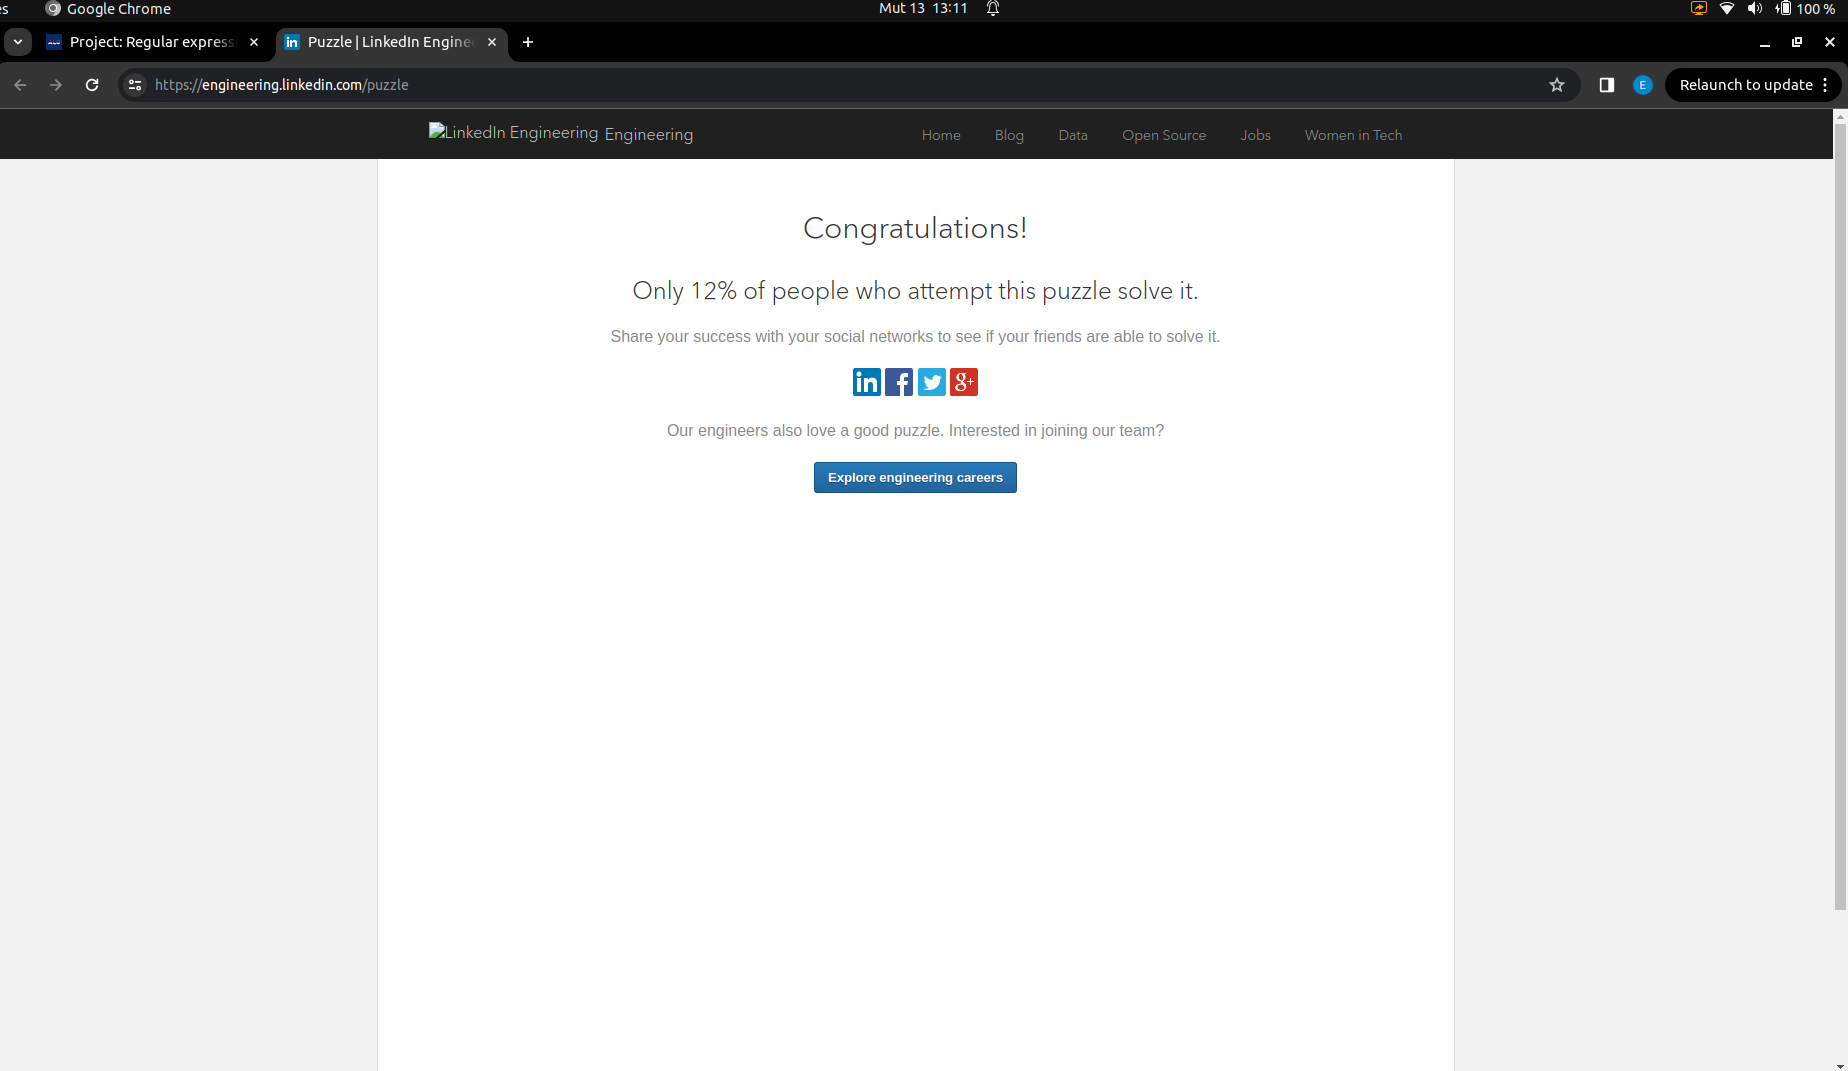 es Google Chrome Mut 13 13:11 100 %
Project: Regular express Puzzle | LinkedIn Enginee
https://engineering.linkedin.com/puzzle E Relaunch to update
LinkedIn Engineering Engineering Home Blog Data Open Source Jobs Women in Tech
Congratulations!
Only 12% of people who attempt this puzzle solve it.
Share your success with your social networks to see if your friends are able to solve it.
in f g+
Our engineers also love a good puzzle. Interested in joining our team?
Explore engineering careers